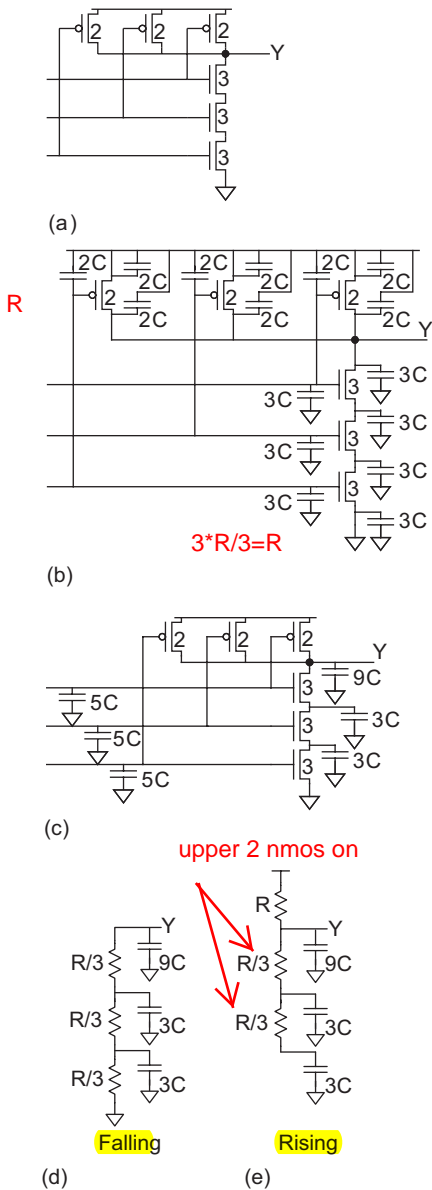 2 2 2
Y
3
3
3
(a)
2C 2C 2C 2C 2C 2C
R
2 2 2
2C 2C 2C
Y
3C
3
3C
3C
3
3C
3C
3
3C
3C
3*R/3=R
(b)
2 2 2
Y
9C
3
5C
3C
3
5C
3C
3
5C
(c)
upper 2 nmos on
R
Y Y
R/3 9C R/3 9C
R/3 3C R/3 3C
R/3 3C 3C
Falling Rising
(d) (e)